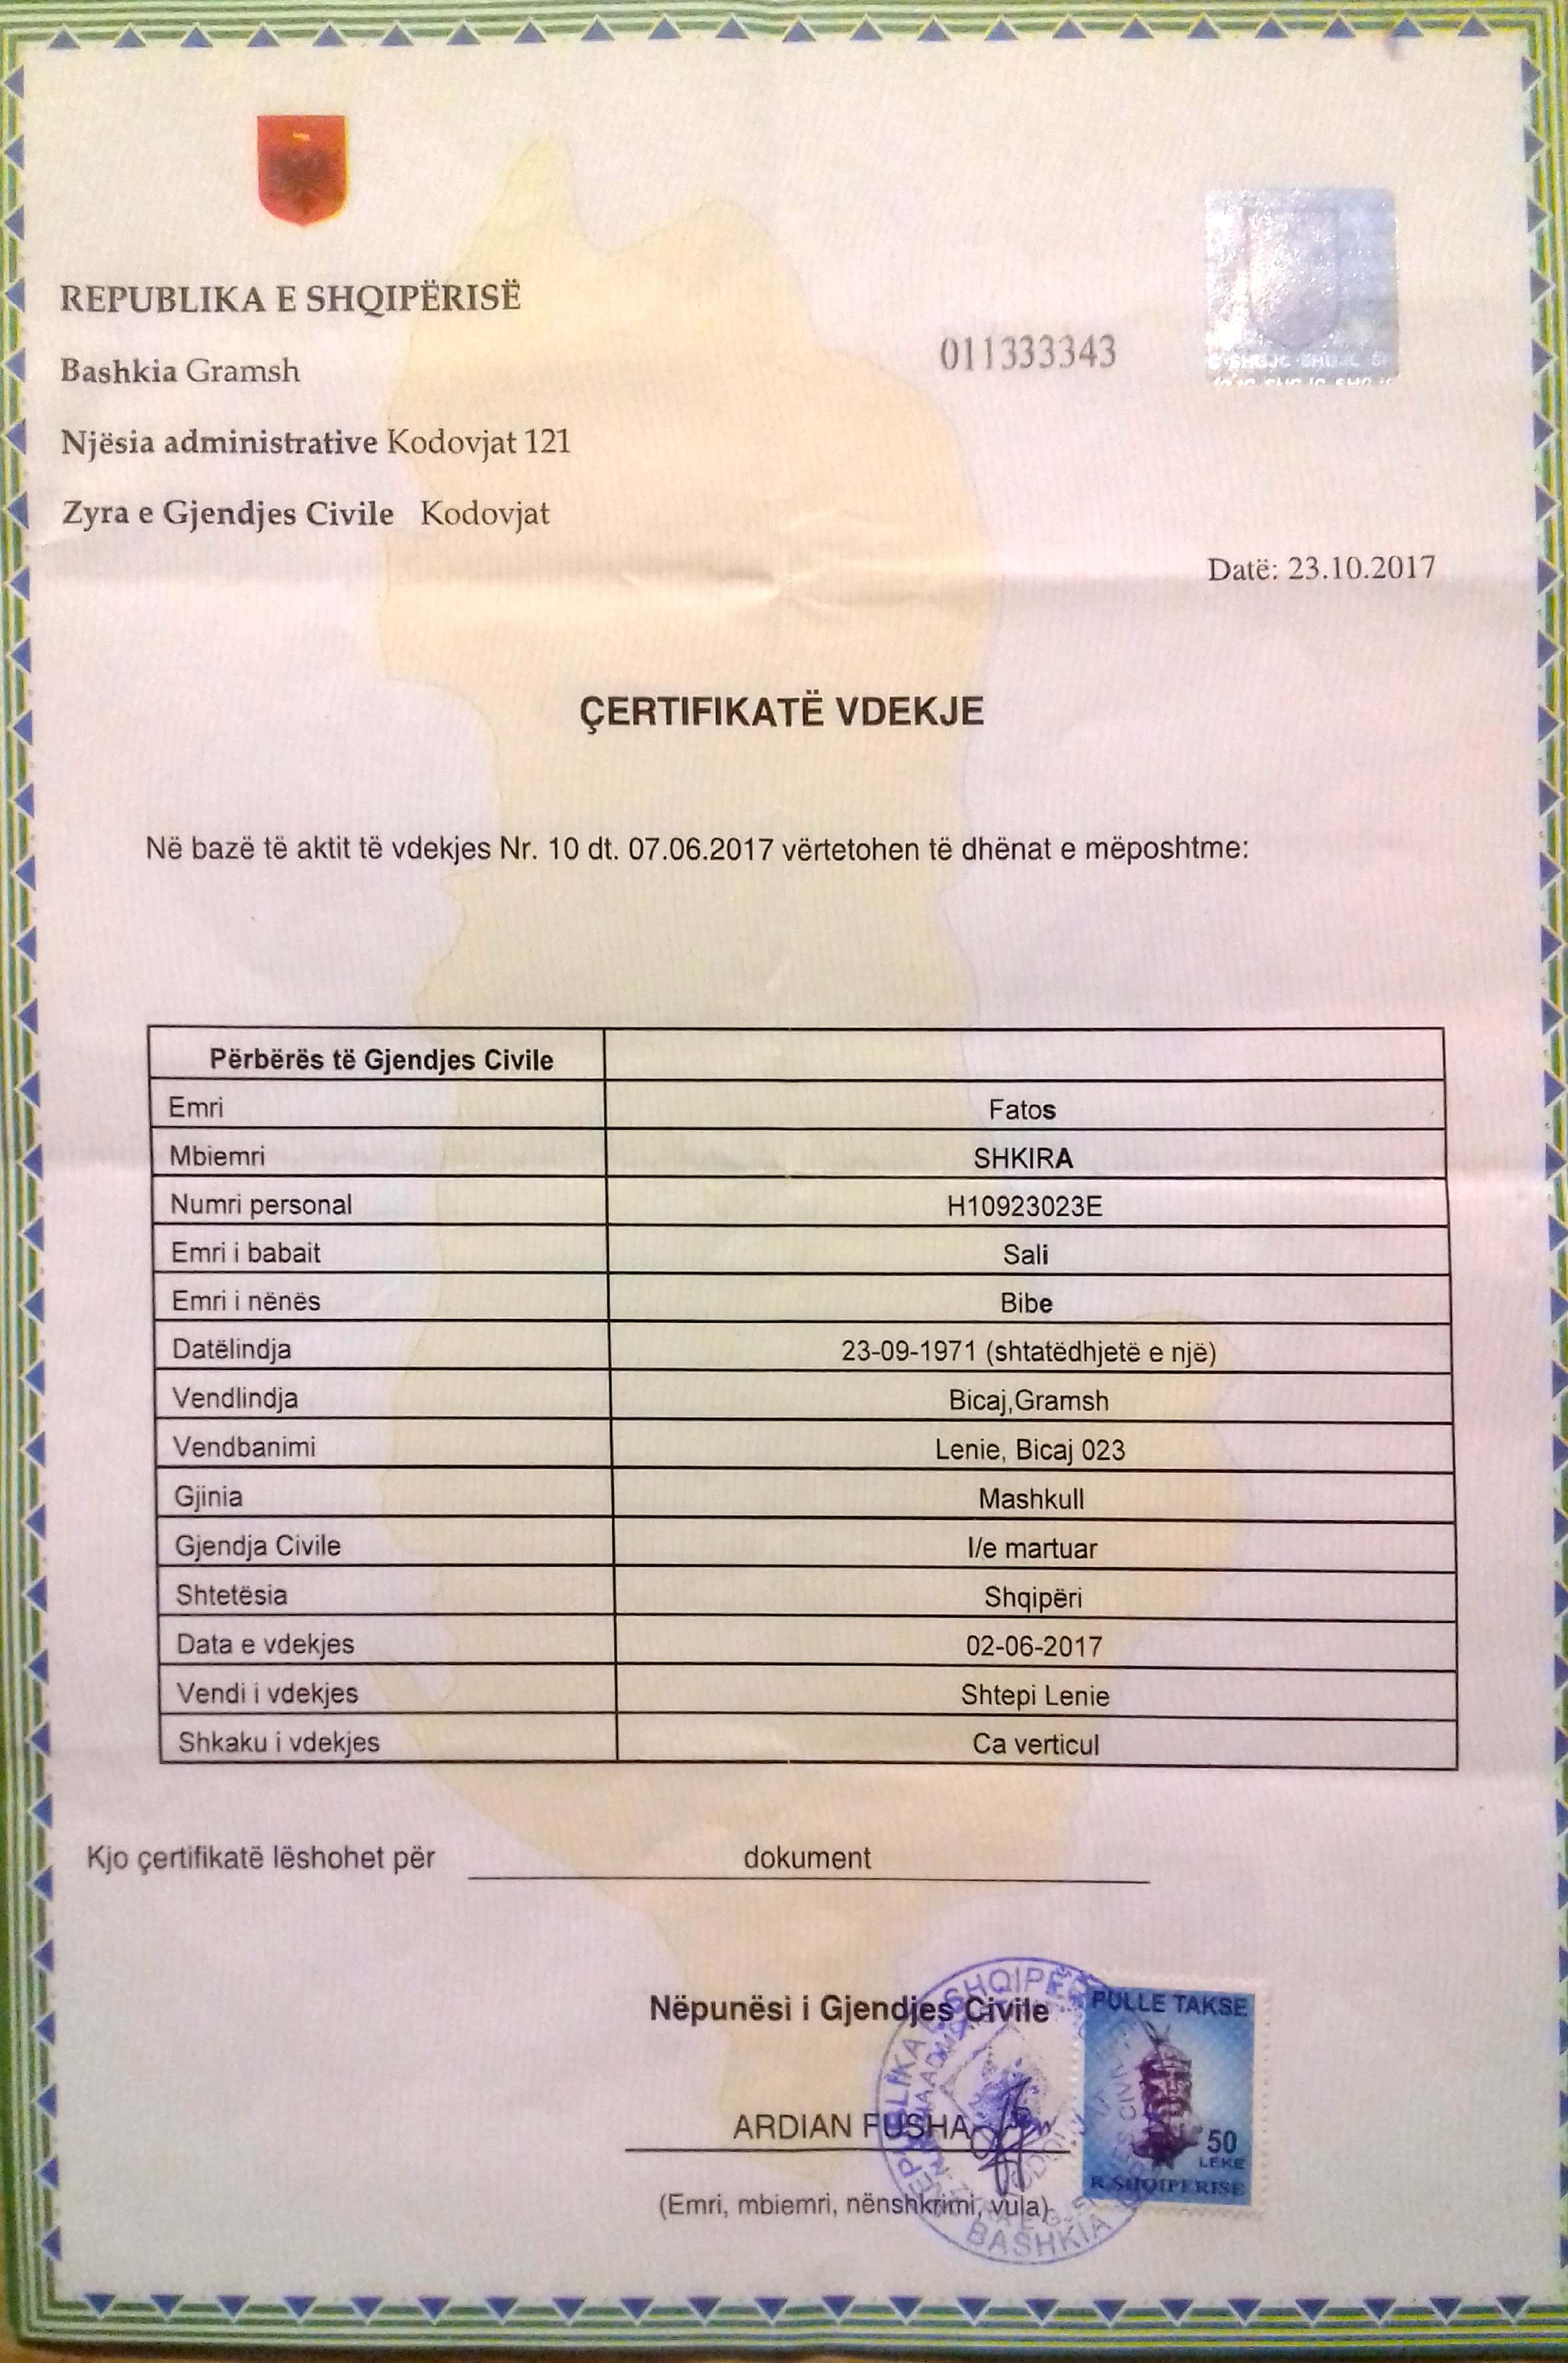 REPUBLIKA E SHQIPËRISË
Bashkia Gramsh
011333343
Njësia administrative Kodovjat 121
Zyra e Gjendjes Civile Kodovjat
Datë: 23.10.2017
ÇERTIFIKATË VDEKJE
Në bazë të aktit të vdekjes Nr. 10 dt. 07.06.2017 vërtetohen të dhënat e mëposhtme:
Përbërës të Gjendjes Civile
Emri Fatos
Mbiemri SHKIRA
Numri personal H10923023E
Emri i babait Sali
Emri i nënës Bibe
Datëlindja 23-09-1971 (shtatëdhjetë e një)
Vendlindja Bicaj,Gramsh
Vendbanimi Lenie, Bicaj 023
Gjinia Mashkull
Gjendja Civile I/e martuar
Shtetësia Shqipëri
Data e vdekjes 02-06-2017
Vendi i vdekjes Shtepi Lenie
Shkaku i vdekjes Ca verticul
Kjo çertifikatë lëshohet për dokument
Nëpunësi i Gjendjes Civile
PULLE TAKSE
ARDIAN FUSHA
50
LEKE
R.SHQIPERISE
(Emri, mbiemri, nënshkrimi, vula)
BASHKIA